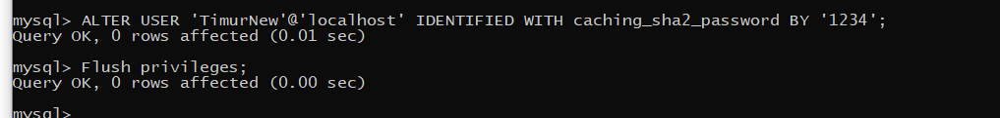 mysql> ALTER USER 'TimurNew'@'localhost' IDENTIFIED WITH caching_sha2_password BY '1234';
Query OK, 0 rows affected (0.01 sec)
mysql> Flush privileges;
Query OK, 0 rows affected (0.00 sec)
mysql>